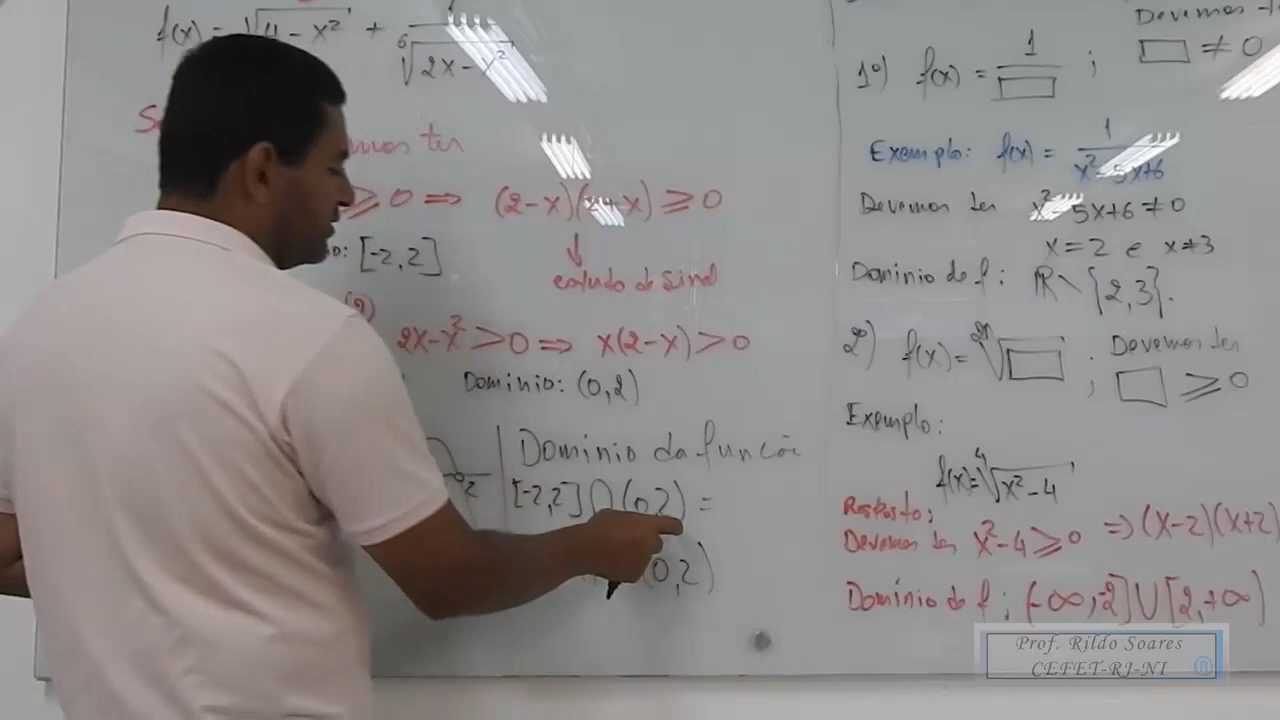 f(x) = √(4 - x²) + 1/⁶√(2x - x²)
ter
≥ 0 ⇒ (2-x)(2+x) ≥ 0
: [-2,2]
↓
estudo de sinal
(2)
2x-x² > 0 ⇒ x(2-x) > 0
Domínio: (0,2)
2
Domínio da função
[-2,2] ∩ (0,2) =
(0,2)
Devemos ter
□ ≠ 0
1º) f(x) = 1/□ ;
Exemplo: f(x) = 1/(x²-5x+6)
Devemos ter x²-5x+6 ≠ 0
x=2 e x≠3
Domínio de f: ℝ \ {2,3}.
2º) f(x) = ²ⁿ√□ ; Devemos ter
□ ≥ 0
Exemplo:
f(x)=⁴√(x²-4)
Resposta:
Devemos ter x²-4 ≥ 0 ⇒ (x-2)(x+2)
Domínio de f: (-∞,-2] ∪ [2,+∞)
Prof. Rildo Soares
CEFET-RJ-NI